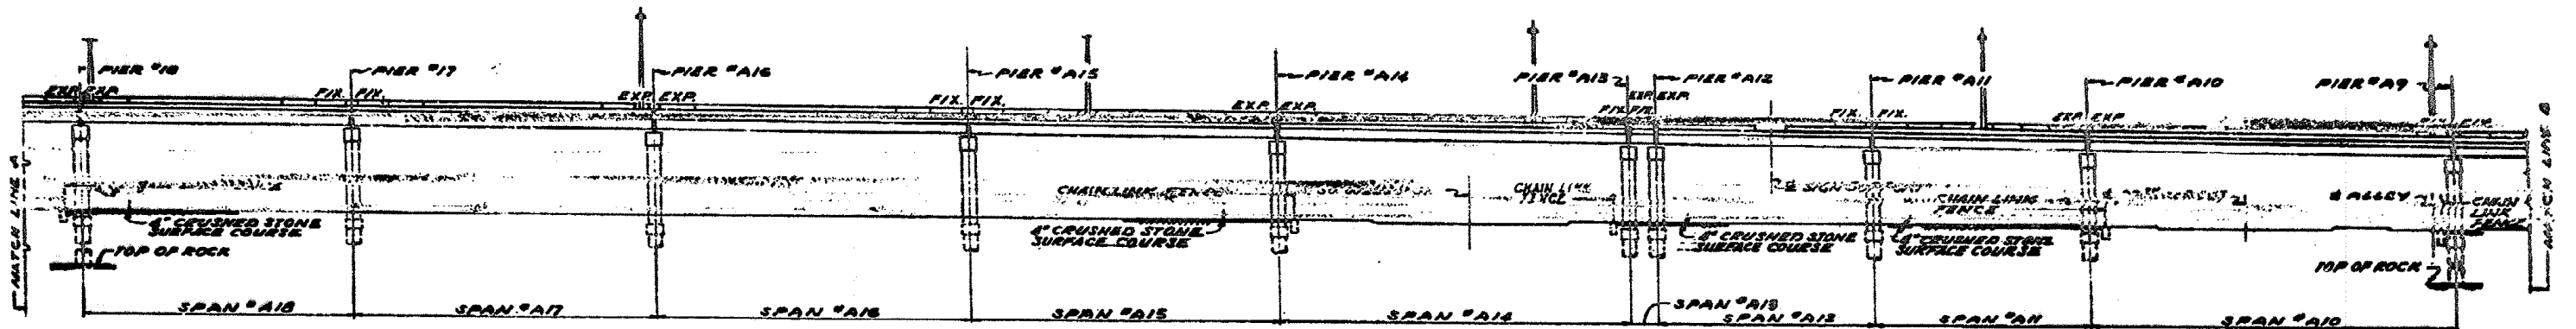 PIER #18
PIER #17
PIER #A16
PIER #A15
PIER #A14
PIER #A13
PIER #A12
PIER #A11
PIER #A10
PIER #A9
EXP. EXP.
FIX. FIX.
EXP. EXP.
FIX. FIX.
EXP. EXP.
FIX. FIX.
EXP. EXP.
FIX. FIX.
EXP. EXP.
MATCH LINE
4" CRUSHED STONE
SURFACE COURSE
TOP OF ROCK
CHAIN LINK FENCE
4" CRUSHED STONE
SURFACE COURSE
CHAIN LINK
FENCE
SIGN SUPPORT
4" CRUSHED STONE
SURFACE COURSE
CHAIN LINK
FENCE
4" CRUSHED STONE
SURFACE COURSE
STREET
℄ ALLEY
CHAIN
LINK
FENCE
TOP OF ROCK
MATCH LINE B
SPAN #A18
SPAN #A17
SPAN #A16
SPAN #A15
SPAN #A14
SPAN #A13
SPAN #A12
SPAN #A11
SPAN #A10